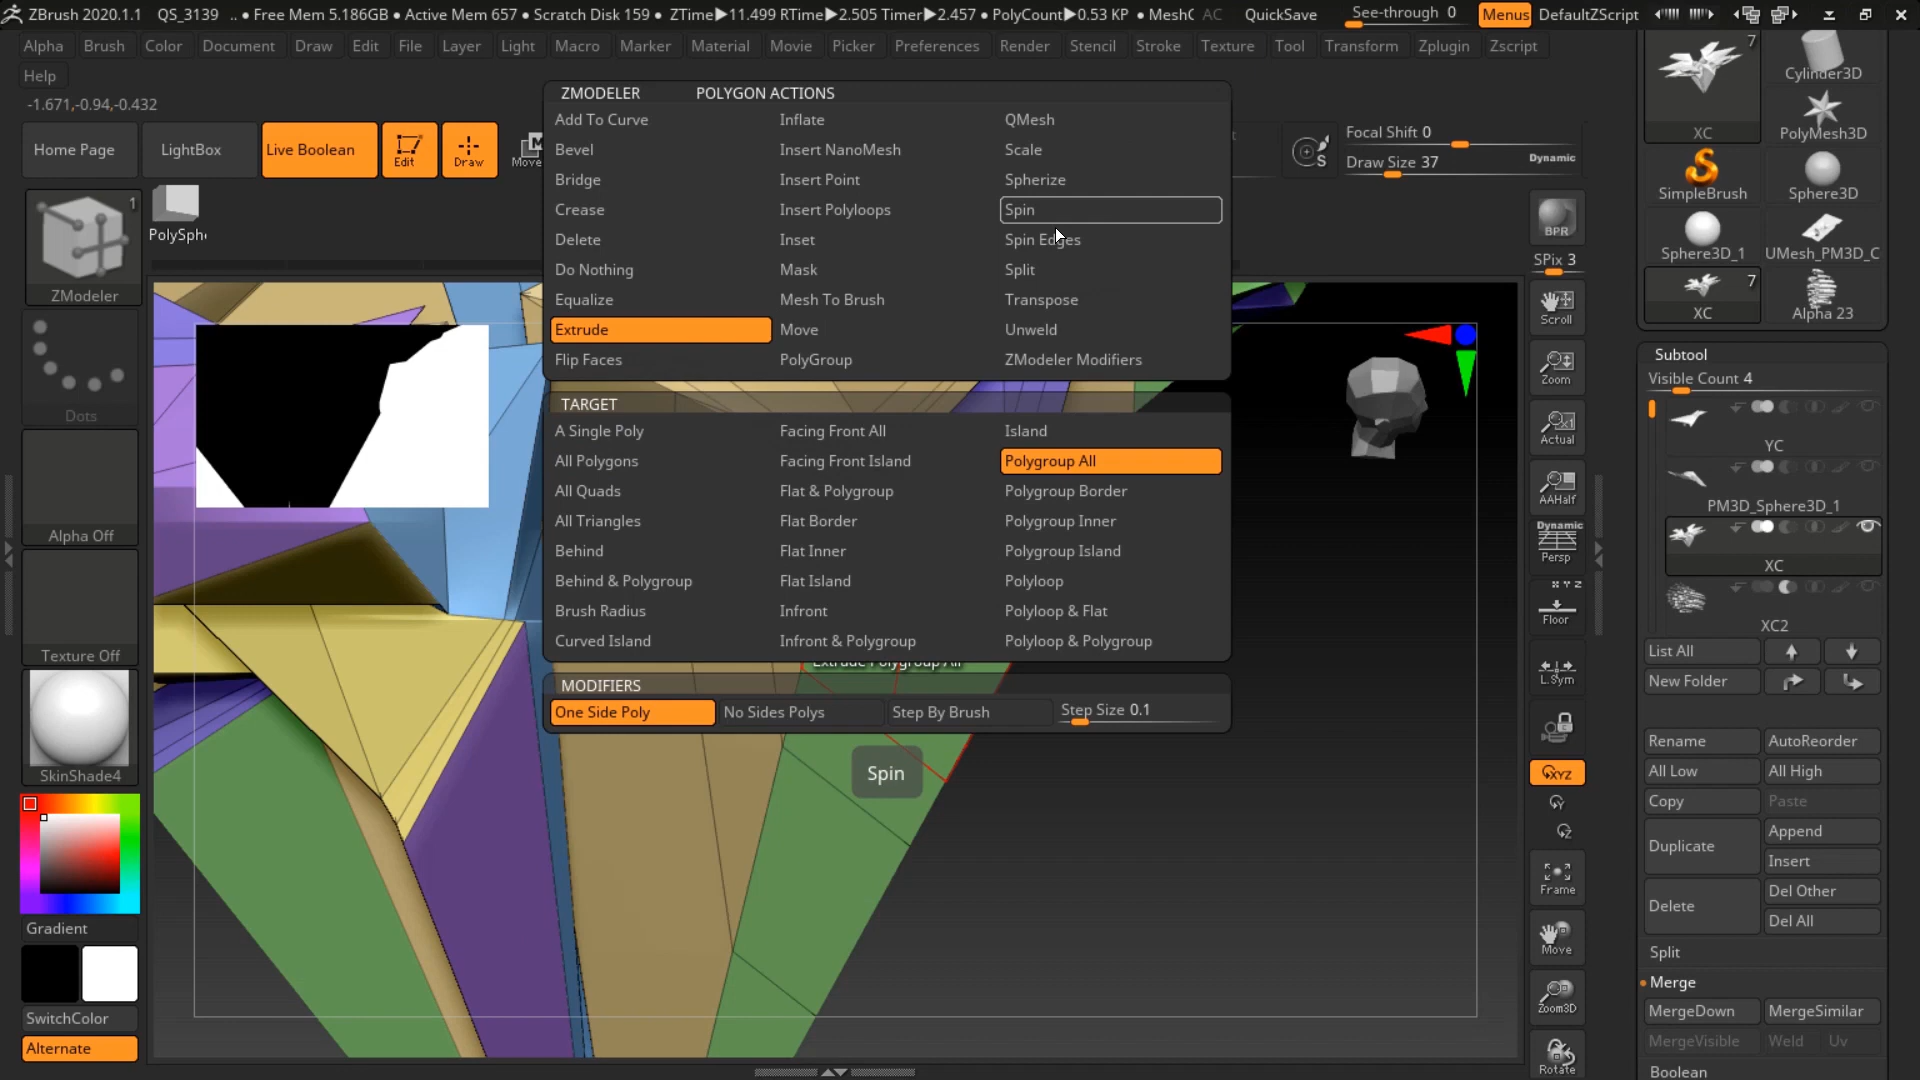 ZBrush 2020.1.1 QS_3139 .. ● Free Mem 5.186GB ● Active Mem 657 ● Scratch Disk 159 ● ZTime▶11.499 RTime▶2.505 Timer▶2.457 ● PolyCount▶0.53 KP ● MeshC AC QuickSave See-through 0 Menus DefaultZScript
Alpha Brush Color Document Draw Edit File Layer Light Macro Marker Material Movie Picker Preferences Render Stencil Stroke Texture Tool Transform Zplugin Zscript
Help
-1.671,-0.94,-0.432
Home Page LightBox Live Boolean Edit Draw Move M S Focal Shift 0
Draw Size 37 Dynamic
ZMODELER POLYGON ACTIONS
Add To Curve Inflate QMesh
Bevel Insert NanoMesh Scale
Bridge Insert Point Spherize
Crease Insert Polyloops Spin
Delete Inset Spin Edges
Do Nothing Mask Split
Equalize Mesh To Brush Transpose
Extrude Move Unweld
Flip Faces PolyGroup ZModeler Modifiers
TARGET
A Single Poly Facing Front All Island
All Polygons Facing Front Island Polygroup All
All Quads Flat & Polygroup Polygroup Border
All Triangles Flat Border Polygroup Inner
Behind Flat Inner Polygroup Island
Behind & Polygroup Flat Island Polyloop
Brush Radius Infront Polyloop & Flat
Curved Island Infront & Polygroup Polyloop & Polygroup
Extrude Polygroup All
MODIFIERS
One Side Poly No Sides Polys Step By Brush Step Size 0.1
Spin
1
ZModeler
PolySph
Dots
Alpha Off
Texture Off
SkinShade4
Gradient
SwitchColor
Alternate
BPR
SPix 3
Scroll
Zoom
Actual
AAHalf
Dynamic
Persp
X Y Z
Floor
L.Sym
XYZ
Y
Z
Frame
Move
Zoom3D
Rotate
7
XC
Cylinder3D
PolyMesh3D
SimpleBrush Sphere3D
Sphere3D_1 UMesh_PM3D_C
7
XC Alpha 23
Subtool
Visible Count 4
YC
PM3D_Sphere3D_1
XC
XC2
List All
New Folder
Rename AutoReorder
All Low All High
Copy Paste
Duplicate Append
Insert
Delete Del Other
Del All
Split
Merge
MergeDown MergeSimilar
MergeVisible Weld Uv
Boolean